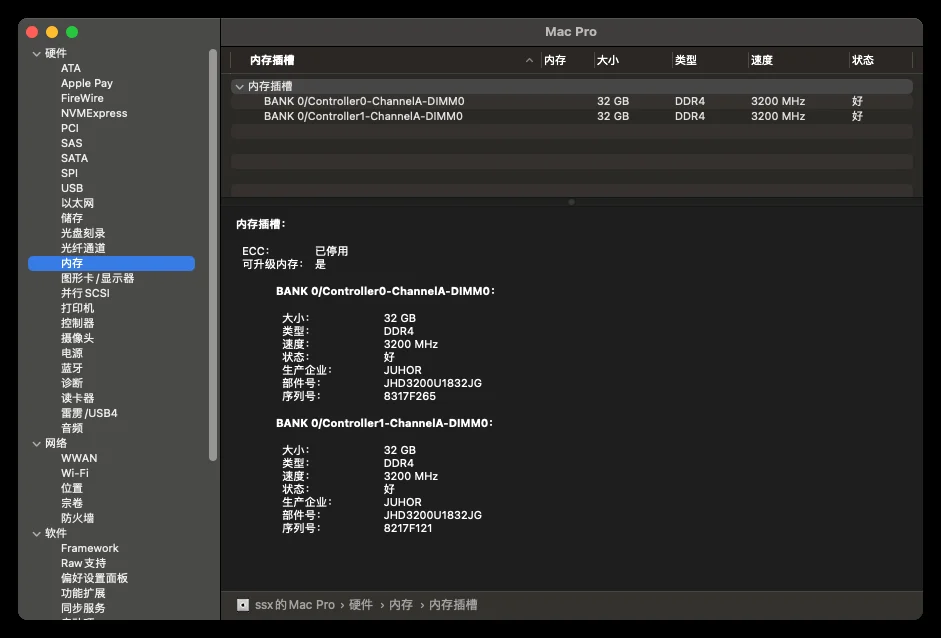 Mac Pro
硬件
ATA
Apple Pay
FireWire
NVMExpress
PCI
SAS
SATA
SPI
USB
以太网
储存
光盘刻录
光纤通道
内存
图形卡/显示器
并行SCSI
打印机
控制器
摄像头
电源
蓝牙
诊断
读卡器
雷雳/USB4
音频
网络
WWAN
Wi-Fi
位置
宗卷
防火墙
软件
Framework
Raw支持
偏好设置面板
功能扩展
同步服务
内存插槽 内存 大小 类型 速度 状态
内存插槽
BANK 0/Controller0-ChannelA-DIMM0 32 GB DDR4 3200 MHz 好
BANK 0/Controller1-ChannelA-DIMM0 32 GB DDR4 3200 MHz 好
内存插槽：
ECC： 已停用
可升级内存： 是
BANK 0/Controller0-ChannelA-DIMM0：
大小： 32 GB
类型： DDR4
速度： 3200 MHz
状态： 好
生产企业： JUHOR
部件号： JHD3200U1832JG
序列号： 8317F265
BANK 0/Controller1-ChannelA-DIMM0：
大小： 32 GB
类型： DDR4
速度： 3200 MHz
状态： 好
生产企业： JUHOR
部件号： JHD3200U1832JG
序列号： 8217F121
ssx的Mac Pro › 硬件 › 内存 › 内存插槽